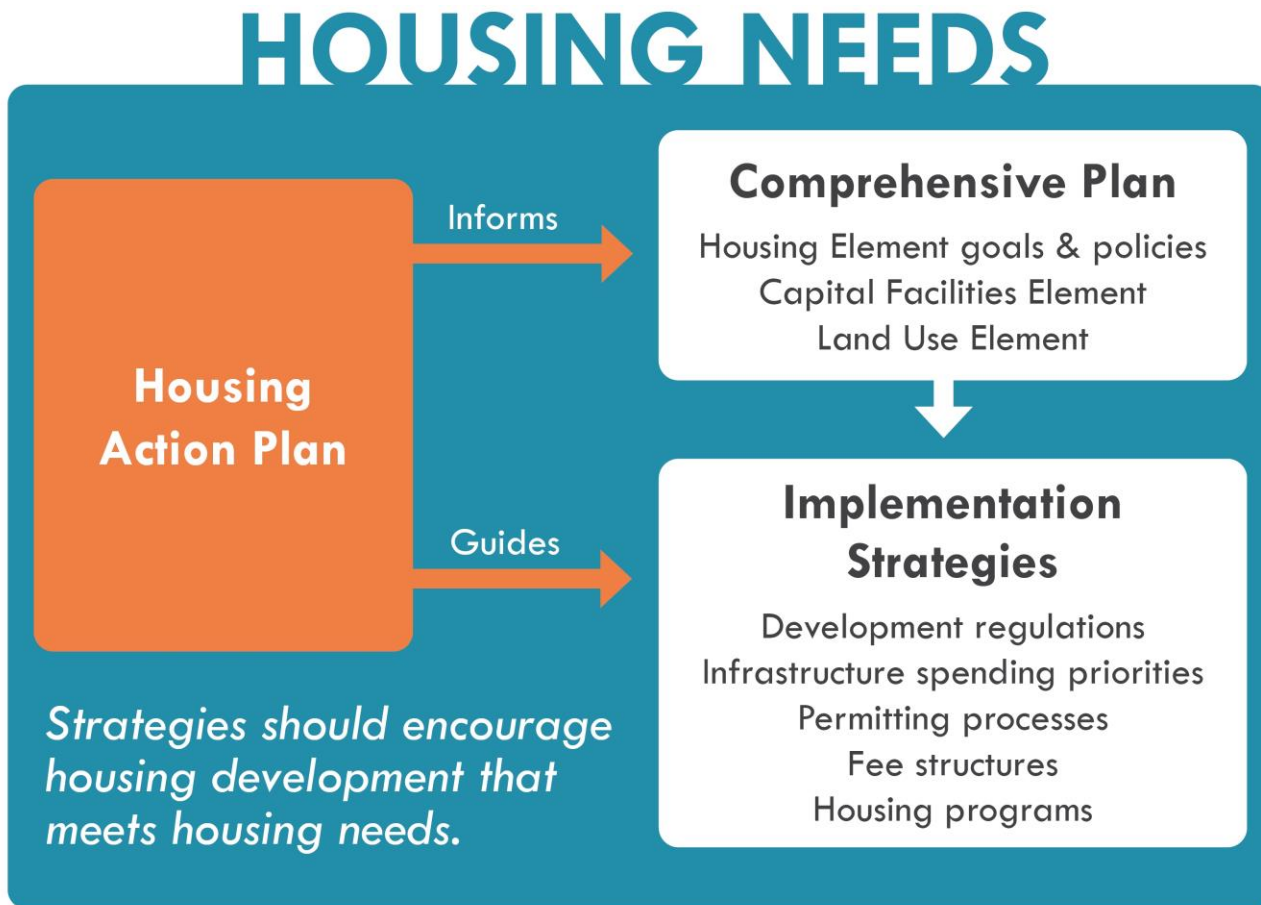 HOUSING NEEDS
Housing
Action Plan
Informs
Comprehensive Plan
Housing Element goals & policies
Capital Facilities Element
Land Use Element
Guides
Implementation
Strategies
Development regulations
Infrastructure spending priorities
Permitting processes
Fee structures
Housing programs
Strategies should encourage
housing development that
meets housing needs.